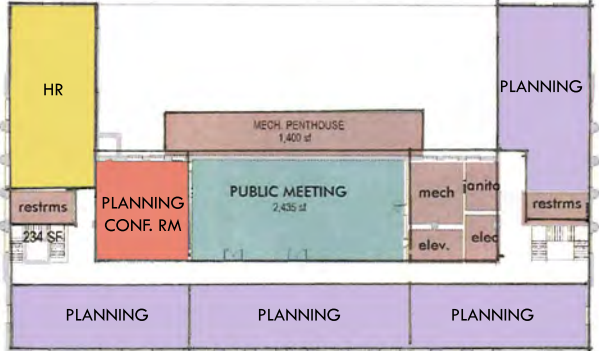 HR
PLANNING
MECH. PENTHOUSE
1,400 sf
restrms
234 SF
PLANNING
CONF. RM
PUBLIC MEETING
2,435 sf
mech
janito
elev.
elec
restrms
PLANNING
PLANNING
PLANNING